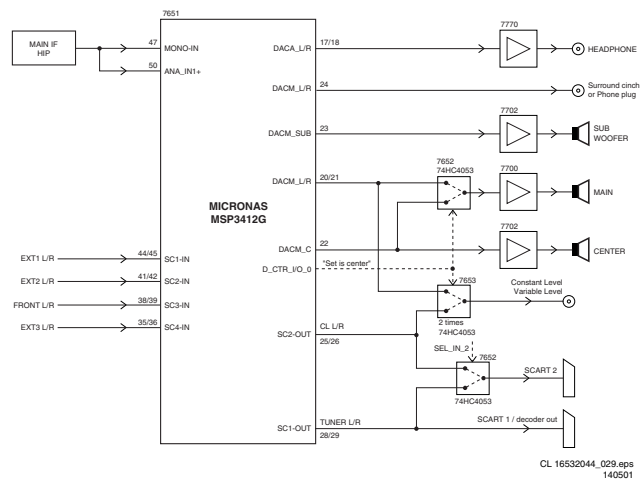 7651
MAIN IF
HIP
47
MONO-IN
50
ANA_IN1+
DACA_L/R
17/18
7770
HEADPHONE
DACM_L/R
24
Surround cinch
or Phone plug
DACM_SUB
23
7702
SUB
WOOFER
7652
74HC4053
DACM_L/R
20/21
7700
MAIN
MICRONAS
MSP3412G
DACM_C
22
7702
CENTER
D_CTR_I/O_0
"Set is center"
EXT1 L/R
44/45
SC1-IN
EXT2 L/R
41/42
SC2-IN
FRONT L/R
38/39
SC3-IN
EXT3 L/R
35/36
SC4-IN
7653
Constant Level
Variable Level
2 times
74HC4053
SC2-OUT
CL L/R
25/26
SEL_IN_2
7652
74HC4053
SCART 2
SC1-OUT
TUNER L/R
28/29
SCART 1 / decoder out
CL 16532044_029.eps
140501